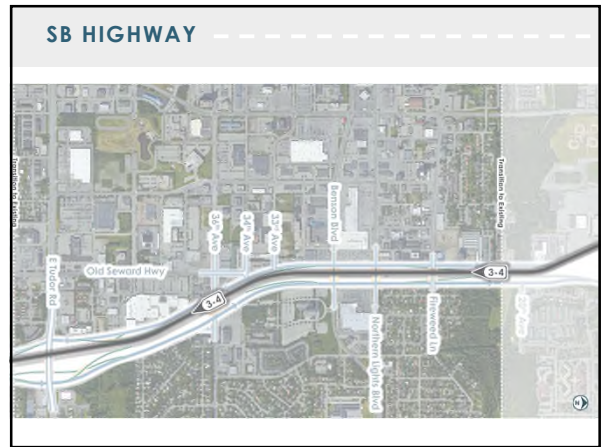 SB HIGHWAY
Transition to Existing
Transition to Existing
E Tudor Rd
Old Seward Hwy
36th Ave
34th Ave
33rd Ave
Benson Blvd
Northern Lights Blvd
Fireweed Ln
20th Ave
3-4
3-4
N